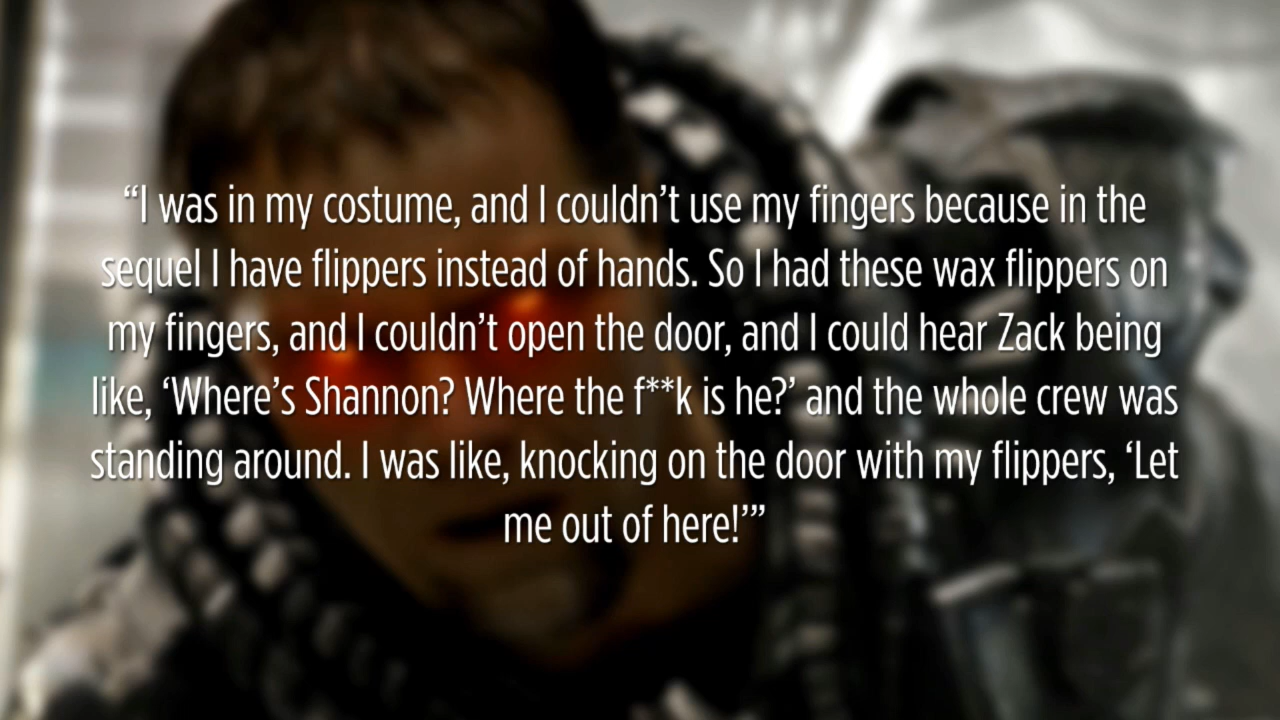 “I was in my costume, and I couldn’t use my fingers because in the
sequel I have flippers instead of hands. So I had these wax flippers on
my fingers, and I couldn’t open the door, and I could hear Zack being
like, ‘Where’s Shannon? Where the f**k is he?’ and the whole crew was
standing around. I was like, knocking on the door with my flippers, ‘Let
me out of here!’”